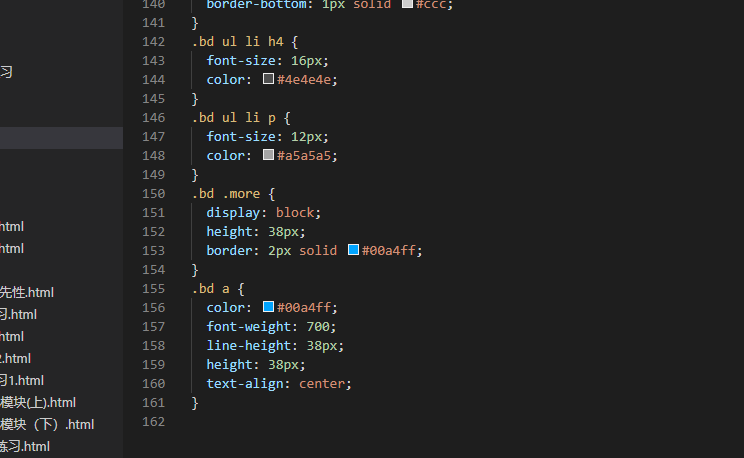 习
.html
.html
先性.html
习.html
.html
2.html
习1.html
模块(上).html
模块（下）.html
练习.html
140 border-bottom: 1px solid #ccc;
141 }
142 .bd ul li h4 {
143 font-size: 16px;
144 color: #4e4e4e;
145 }
146 .bd ul li p {
147 font-size: 12px;
148 color: #a5a5a5;
149 }
150 .bd .more {
151 display: block;
152 height: 38px;
153 border: 2px solid #00a4ff;
154 }
155 .bd a {
156 color: #00a4ff;
157 font-weight: 700;
158 line-height: 38px;
159 height: 38px;
160 text-align: center;
161 }
162